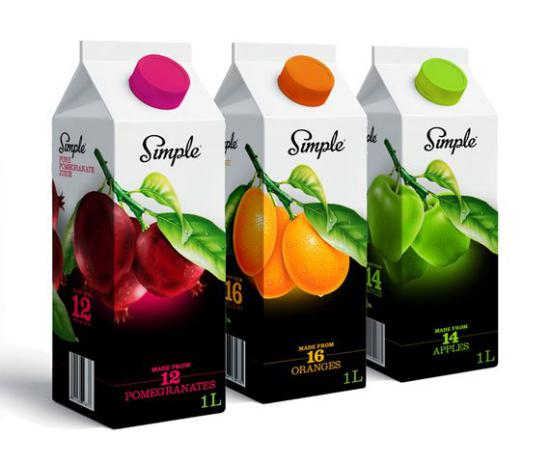 Simple
PURE
POMEGRANATE
JUICE
12
Simple
MADE FROM
12
POMEGRANATES
1L
16
Simple
MADE FROM
16
ORANGES
1L
14
Simple
MADE FROM
14
APPLES
1L